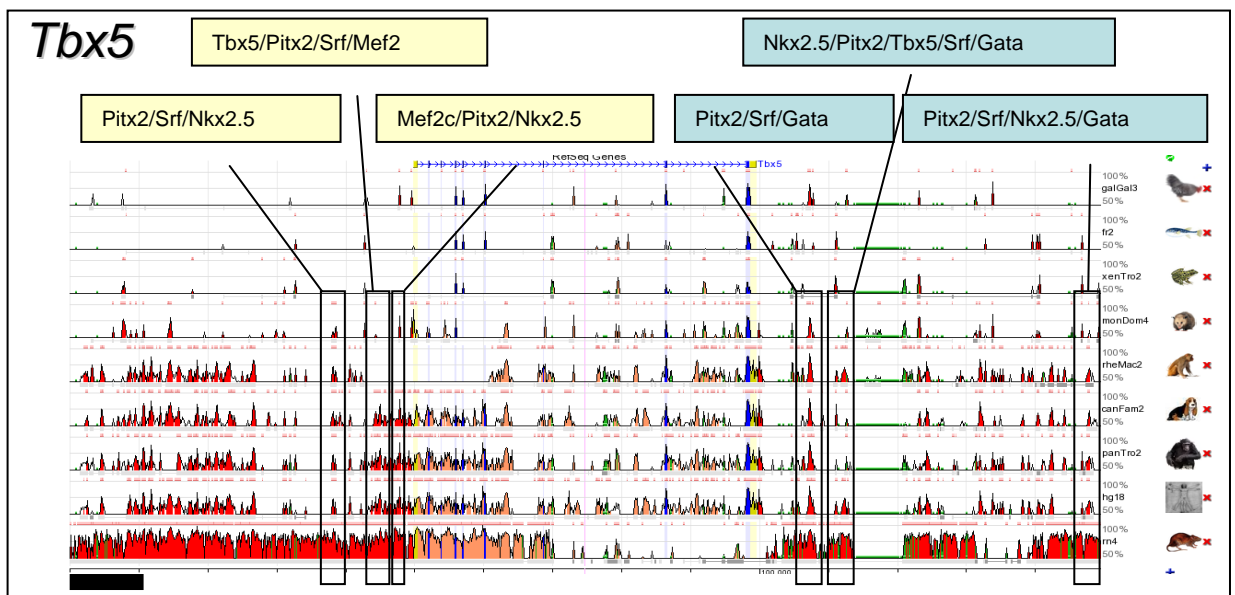 Tbx5
Tbx5/Pitx2/Srf/Mef2
Nkx2.5/Pitx2/Tbx5/Srf/Gata
Pitx2/Srf/Nkx2.5
Mef2c/Pitx2/Nkx2.5
Pitx2/Srf/Gata
Pitx2/Srf/Nkx2.5/Gata
RefSeq Genes
Tbx5
100%
galGal3
50%
100%
fr2
50%
100%
xenTro2
50%
100%
monDom4
50%
100%
rheMac2
50%
100%
canFam2
50%
100%
panTro2
50%
100%
hg18
50%
100%
rn4
50%
100,000